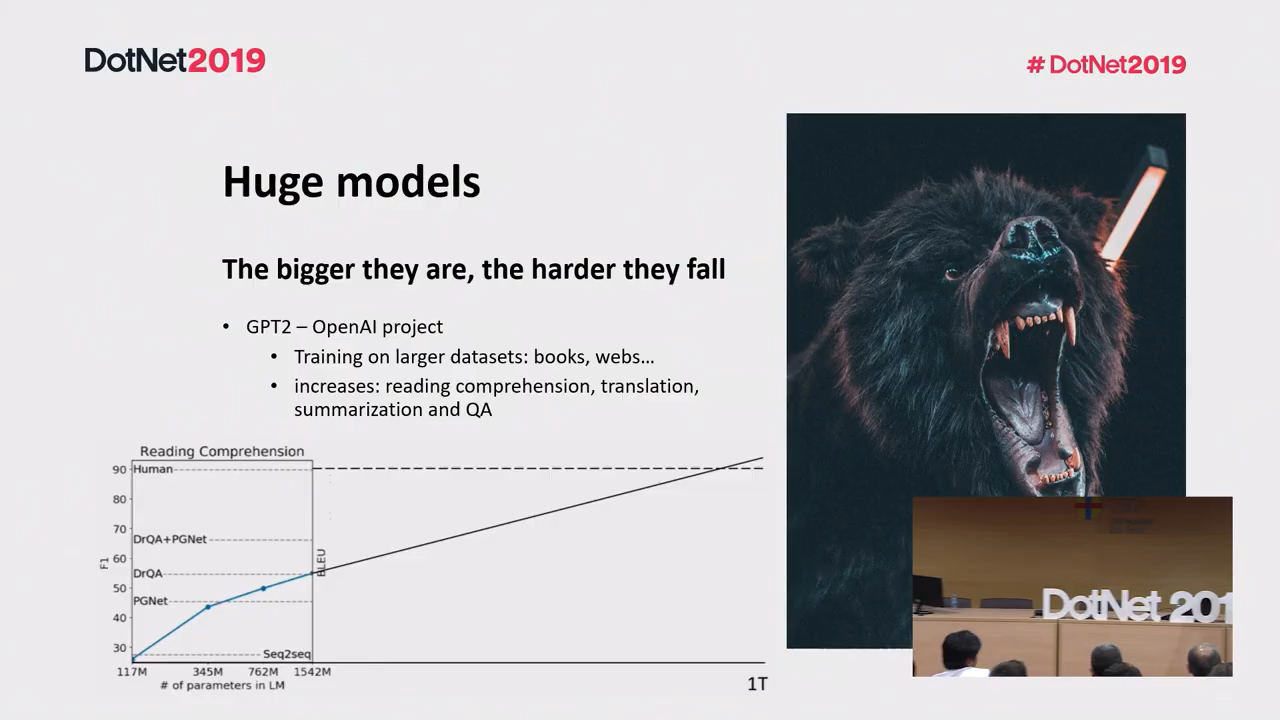 DotNet2019
# DotNet2019
Huge models
The bigger they are, the harder they fall
• GPT2 – OpenAI project
• Training on larger datasets: books, webs...
• increases: reading comprehension, translation,
summarization and QA
Reading Comprehension
90
Human
80
70
DrQA+PGNet
60
DrQA
50
PGNet
40
30
Seq2seq
F1
BLEU
117M 345M 762M 1542M
# of parameters in LM
1T
DotNet 201